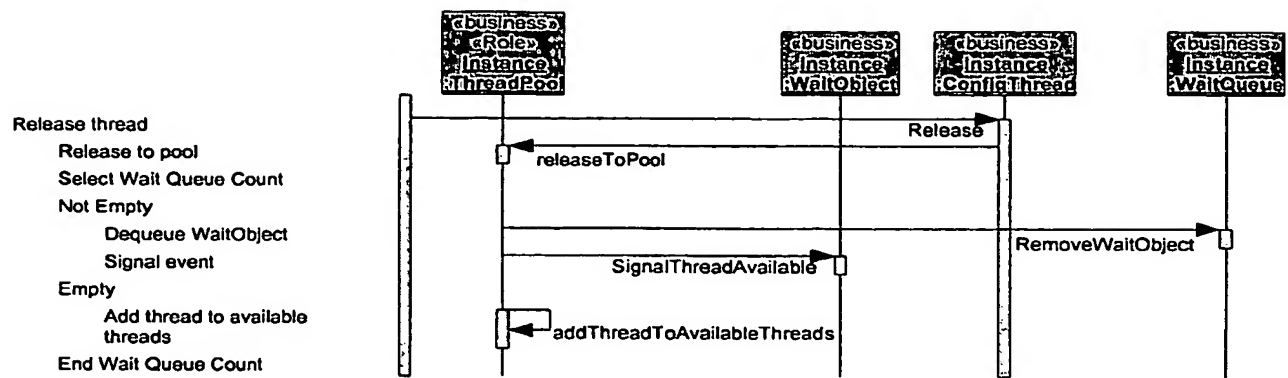 «business»
«Role»
Instance
:ThreadPool
«business»
Instance
:WaitObject
«business»
Instance
:ConfigThread
«business»
Instance
:WaitQueue
Release thread
Release
Release to pool
releaseToPool
Select Wait Queue Count
Not Empty
Dequeue WaitObject
RemoveWaitObject
Signal event
SignalThreadAvailable
Empty
Add thread to available
threads
addThreadToAvailableThreads
End Wait Queue Count